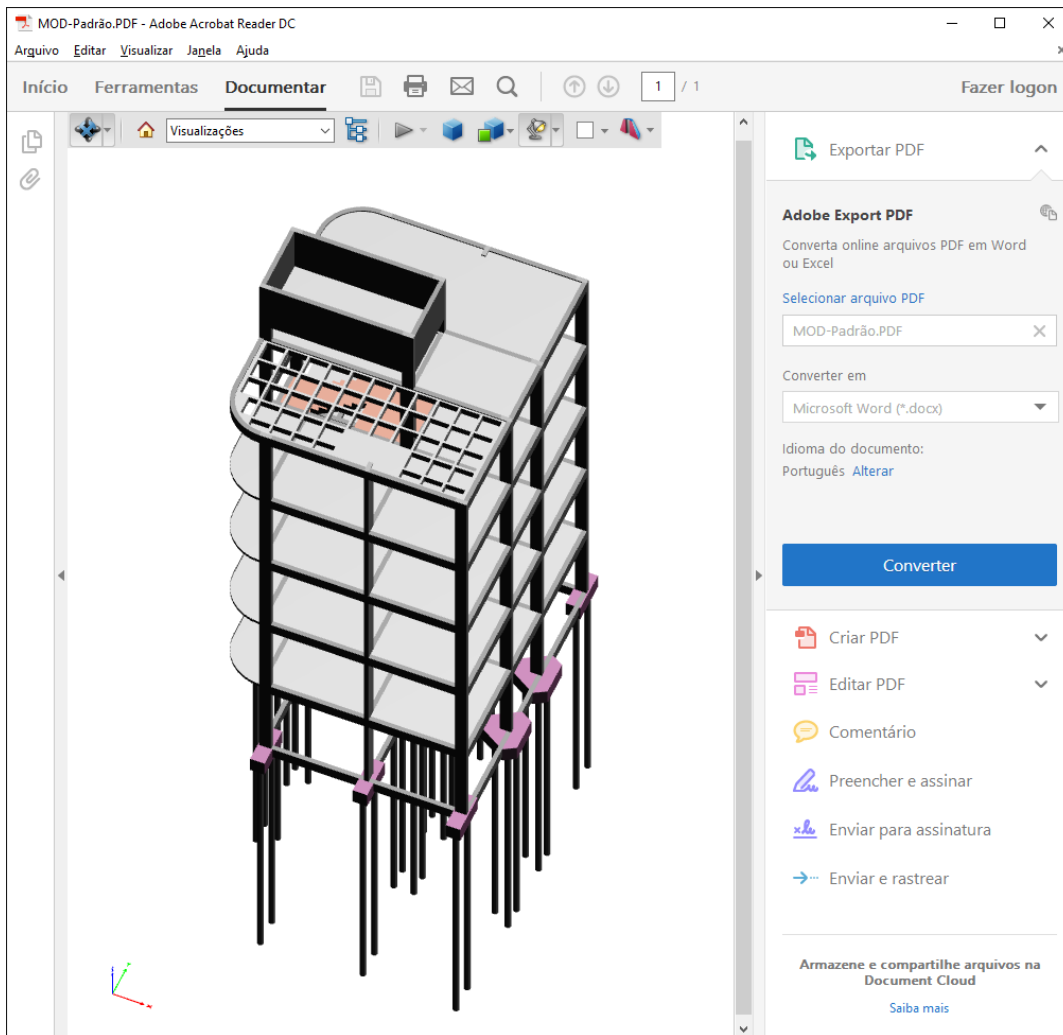 MOD-Padrão.PDF - Adobe Acrobat Reader DC
Arquivo Editar Visualizar Janela Ajuda
Início Ferramentas Documentar 1 / 1 Fazer logon
Visualizações
Exportar PDF
Adobe Export PDF
Converta online arquivos PDF em Word
ou Excel
Selecionar arquivo PDF
MOD-Padrão.PDF
Converter em
Microsoft Word (*.docx)
Idioma do documento:
Português Alterar
Converter
Criar PDF
Editar PDF
Comentário
Preencher e assinar
Enviar para assinatura
Enviar e rastrear
Armazene e compartilhe arquivos na
Document Cloud
Saiba mais